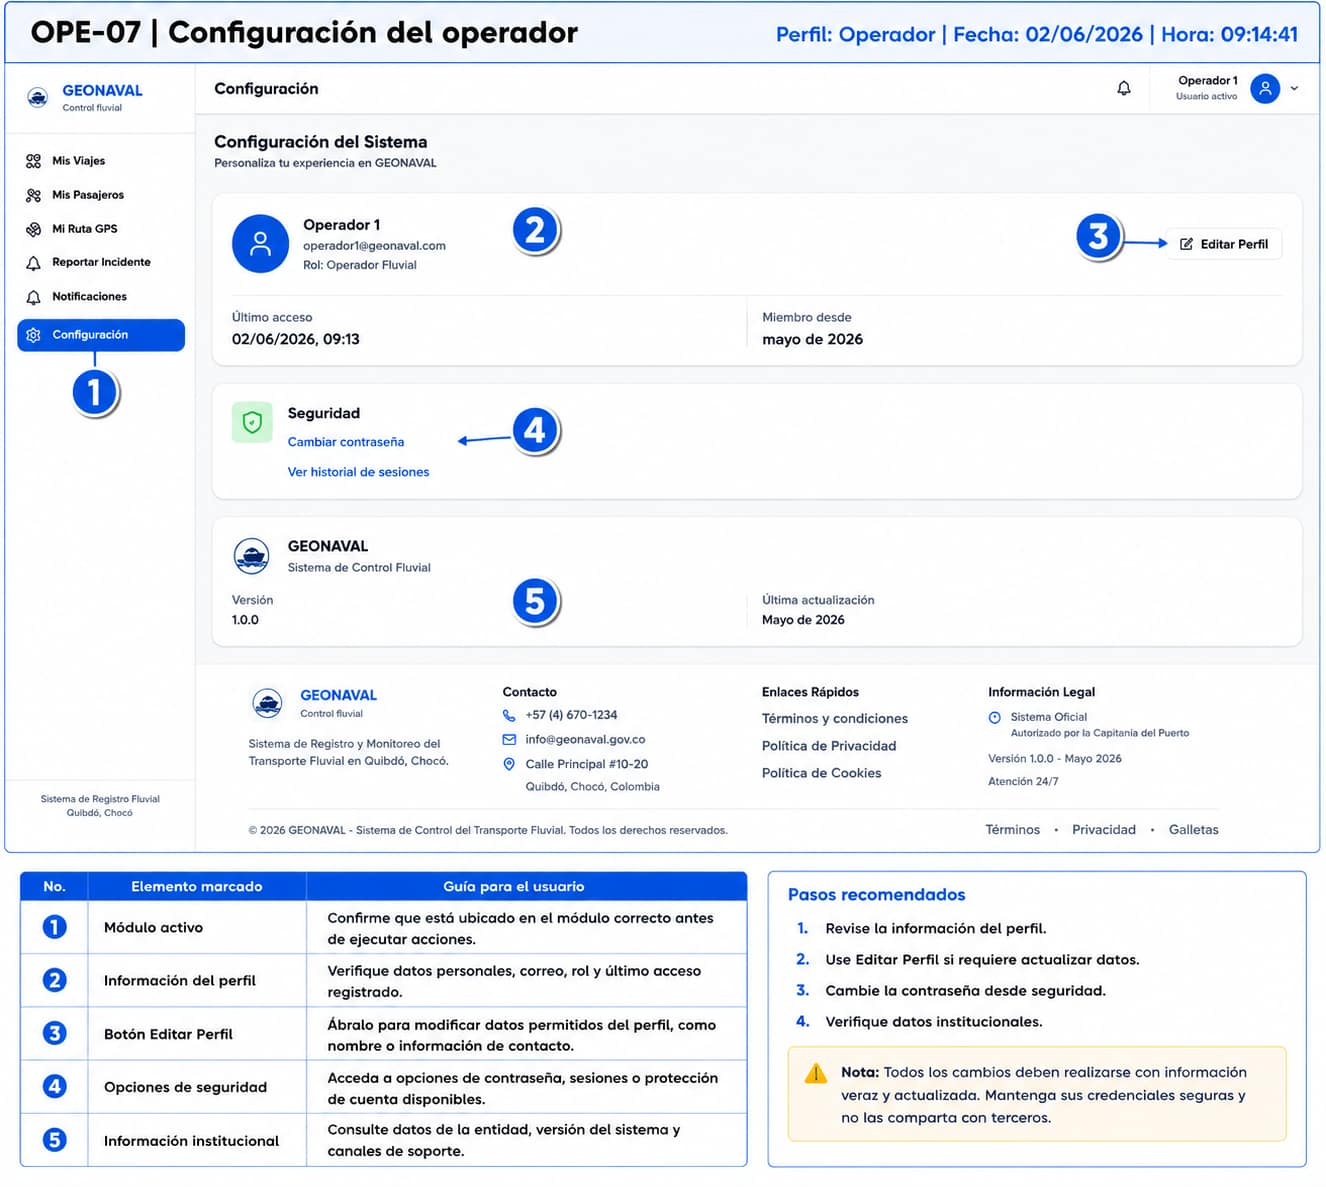 OPE-07 | Configuración del operador
Perfil: Operador | Fecha: 02/06/2026 | Hora: 09:14:41
GEONAVAL
Control fluvial
Mis Viajes
Mis Pasajeros
Mi Ruta GPS
Reportar Incidente
Notificaciones
Configuración
1
Sistema de Registro Fluvial
Quibdó, Chocó
Configuración
Operador 1
Usuario activo
Configuración del Sistema
Personaliza tu experiencia en GEONAVAL
Operador 1
operador1@geonaval.com
Rol: Operador Fluvial
2
3
Editar Perfil
Último acceso
02/06/2026, 09:13
Miembro desde
mayo de 2026
Seguridad
Cambiar contraseña
4
Ver historial de sesiones
GEONAVAL
Sistema de Control Fluvial
Versión
1.0.0
5
Última actualización
Mayo de 2026
GEONAVAL
Control fluvial
Sistema de Registro y Monitoreo del
Transporte Fluvial en Quibdó, Chocó.
Contacto
+57 (4) 670-1234
info@geonaval.gov.co
Calle Principal #10-20
Quibdó, Chocó, Colombia
Enlaces Rápidos
Términos y condiciones
Política de Privacidad
Política de Cookies
Información Legal
Sistema Oficial
Autorizado por la Capitanía del Puerto
Versión 1.0.0 - Mayo 2026
Atención 24/7
© 2026 GEONAVAL - Sistema de Control del Transporte Fluvial. Todos los derechos reservados.
Términos • Privacidad • Galletas
No. Elemento marcado Guía para el usuario
1 Módulo activo Confirme que está ubicado en el módulo correcto antes
de ejecutar acciones.
2 Información del perfil Verifique datos personales, correo, rol y último acceso
registrado.
3 Botón Editar Perfil Ábralo para modificar datos permitidos del perfil, como
nombre o información de contacto.
4 Opciones de seguridad Acceda a opciones de contraseña, sesiones o protección
de cuenta disponibles.
5 Información institucional Consulte datos de la entidad, versión del sistema y
canales de soporte.
Pasos recomendados
1. Revise la información del perfil.
2. Use Editar Perfil si requiere actualizar datos.
3. Cambie la contraseña desde seguridad.
4. Verifique datos institucionales.
Nota: Todos los cambios deben realizarse con información
veraz y actualizada. Mantenga sus credenciales seguras y
no las comparta con terceros.